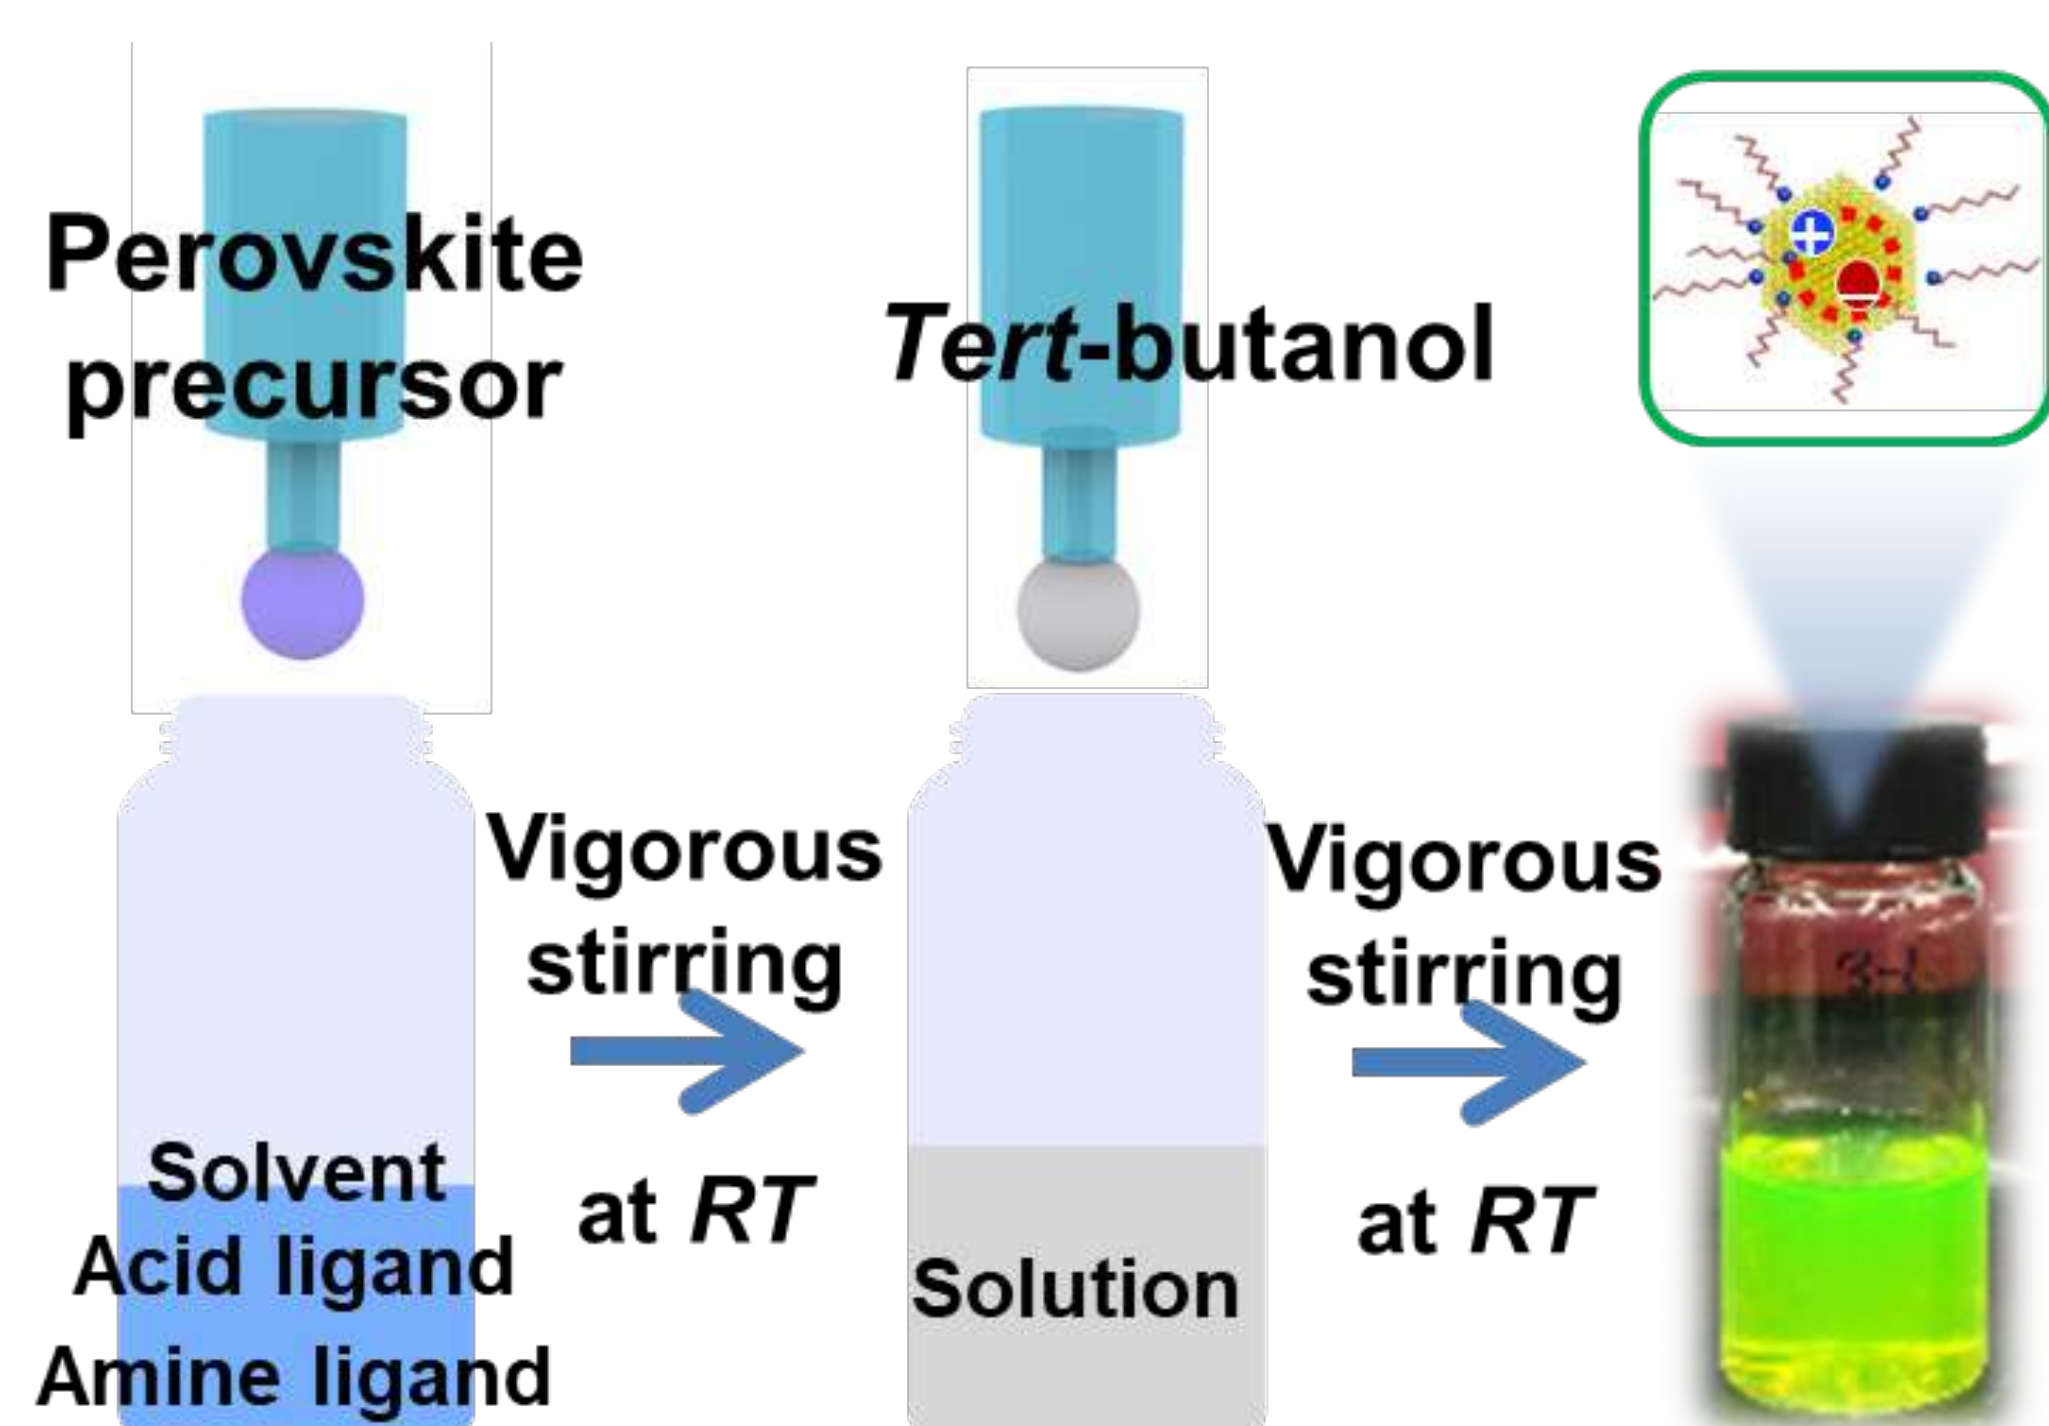 Perovskite
precursor
Tert-butanol
Vigorous
stirring
at RT
Vigorous
stirring
at RT
Solvent
Acid ligand
Amine ligand
Solution